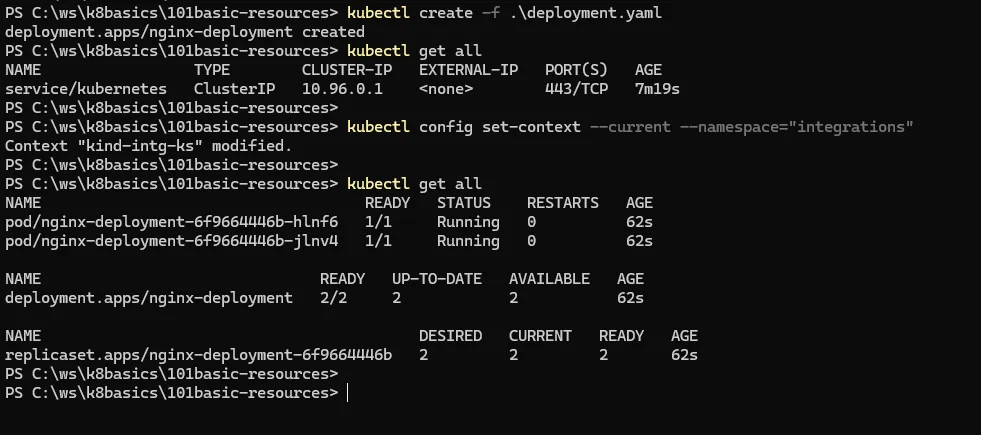 PS C:\ws\k8basics\101basic-resources> kubectl create -f .\deployment.yaml
deployment.apps/nginx-deployment created
PS C:\ws\k8basics\101basic-resources> kubectl get all
NAME                 TYPE        CLUSTER-IP   EXTERNAL-IP   PORT(S)   AGE
service/kubernetes   ClusterIP   10.96.0.1    <none>        443/TCP   7m19s
PS C:\ws\k8basics\101basic-resources>
PS C:\ws\k8basics\101basic-resources> kubectl config set-context --current --namespace="integrations"
Context "kind-intg-ks" modified.
PS C:\ws\k8basics\101basic-resources>
PS C:\ws\k8basics\101basic-resources> kubectl get all
NAME                                    READY   STATUS    RESTARTS   AGE
pod/nginx-deployment-6f9664446b-hlnf6   1/1     Running   0          62s
pod/nginx-deployment-6f9664446b-jlnv4   1/1     Running   0          62s
NAME                               READY   UP-TO-DATE   AVAILABLE   AGE
deployment.apps/nginx-deployment   2/2     2            2           62s
NAME                                          DESIRED   CURRENT   READY   AGE
replicaset.apps/nginx-deployment-6f9664446b   2         2         2       62s
PS C:\ws\k8basics\101basic-resources>
PS C:\ws\k8basics\101basic-resources>